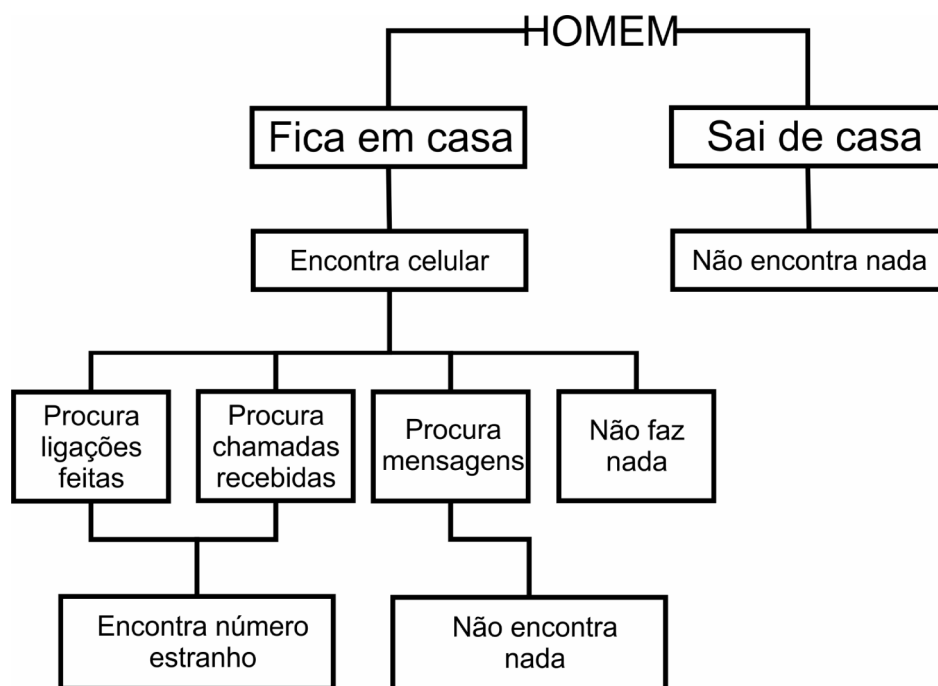 HOMEM
Fica em casa
Sai de casa
Encontra celular
Não encontra nada
Procura
ligações
feitas
Procura
chamadas
recebidas
Procura
mensagens
Não faz
nada
Encontra número
estranho
Não encontra
nada